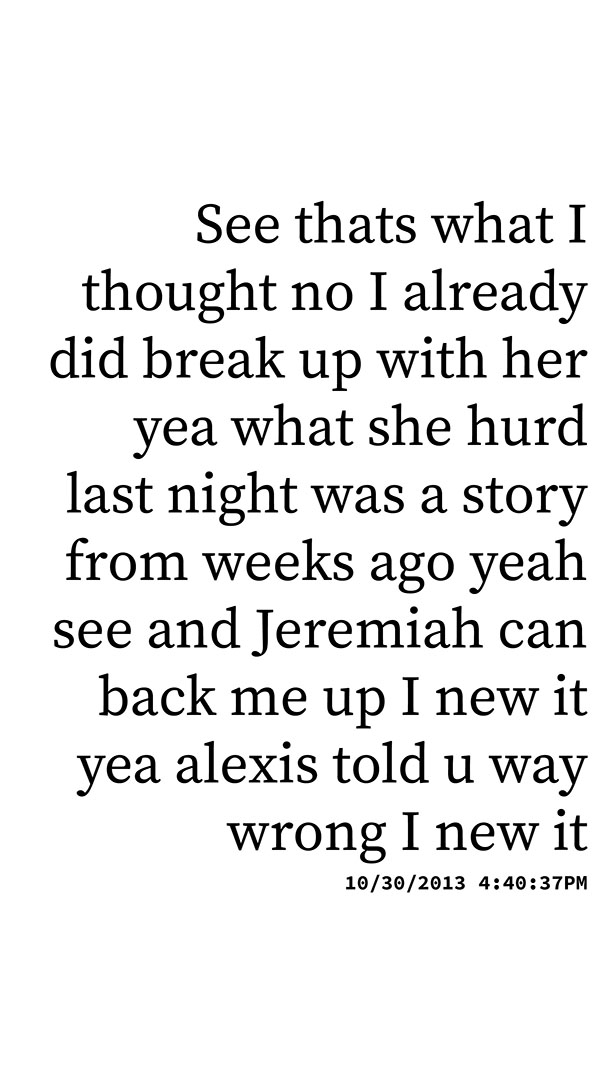 See thats what I
thought no I already
did break up with her
yea what she hurd
last night was a story
from weeks ago yeah
see and Jeremiah can
back me up I new it
yea alexis told u way
wrong I new it
10/30/2013 4:40:37PM